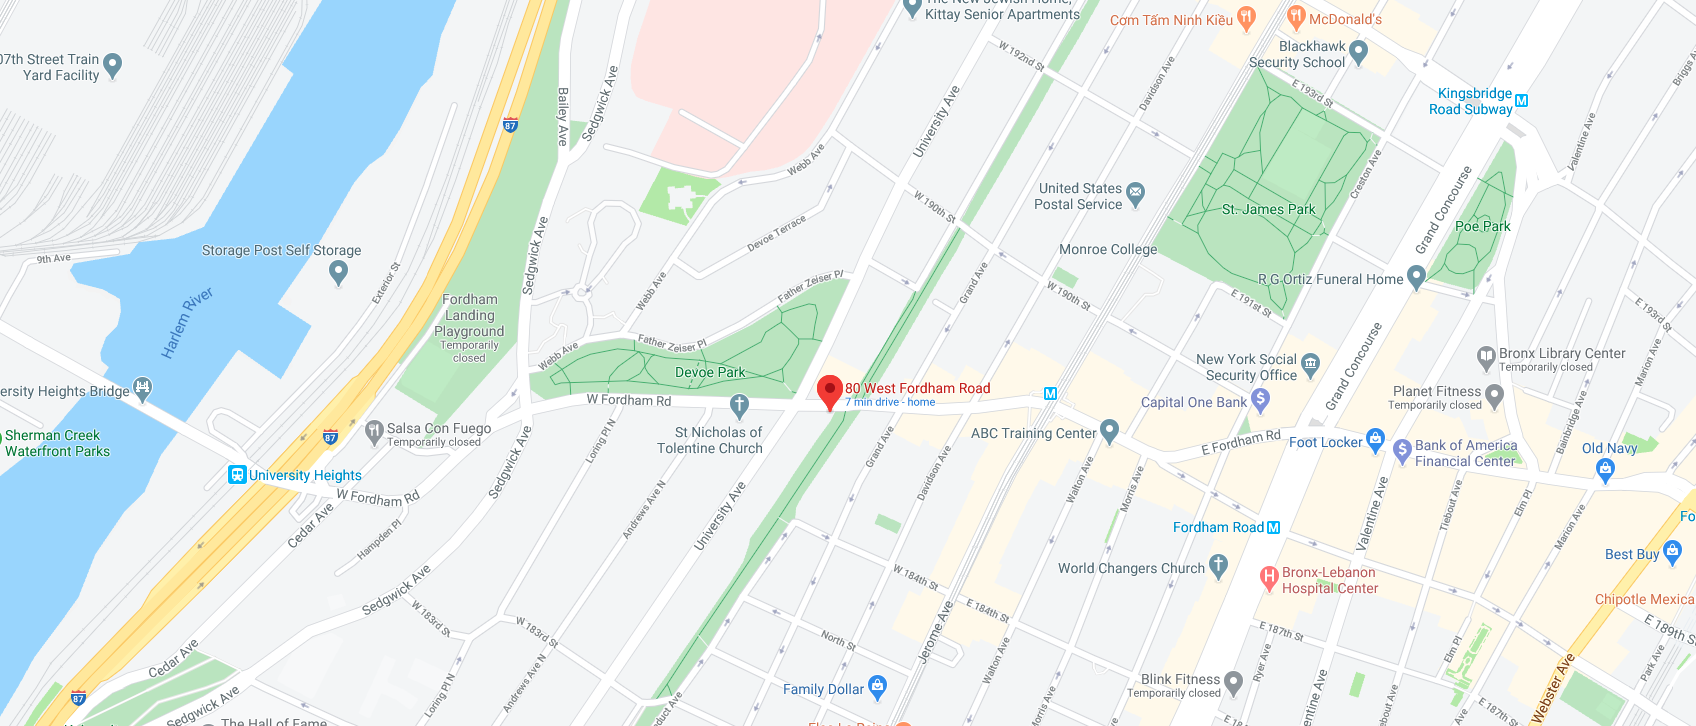 The New Jewish Home,
Kittay Senior Apartments
Cơm Tấm Ninh Kiều
McDonald's
Blackhawk
Security School
07th Street Train
Yard Facility
W 192nd St
Davidson Ave
Briggs Av
E 193rd St
Kingsbridge
Road Subway
M
Bailey Ave
Sedgwick Ave
87
University Ave
Valentine Ave
Webb Ave
Creston Ave
United States
Postal Service
W 190th St
St. James Park
Grand Concourse
Poe Park
Devoe Terrace
Monroe College
Storage Post Self Storage
9th Ave
Exterior St
Sedgwick Ave
Webb Ave
Father Zeiser Pl
Grand Ave
W 190th St
R G Ortiz Funeral Home
E 191st St
E 193rd St
Harlem River
Fordham
Landing
Playground
Temporarily
closed
Father Zeiser Pl
Webb Ave
Devoe Park
Grand Concourse
New York Social
Security Office
Bronx Library Center
Temporarily closed
Marion Ave
Planet Fitness
Temporarily closed
ersity Heights Bridge
80 West Fordham Road
7 min drive - home
M
Capital One Bank
W Fordham Rd
Bainbridge Ave
Sherman Creek
Waterfront Parks
87
Salsa Con Fuego
Temporarily closed
Loring Pl N
St Nicholas of
Tolentine Church
Grand Ave
ABC Training Center
E Fordham Rd
Foot Locker
Bank of America
Financial Center
Old Navy
University Heights
W Fordham Rd
Sedgwick Ave
Davidson Ave
Walton Ave
Morris Ave
Andrews Ave N
University Ave
Valentine Ave
Tiebout Ave
Elm Pl
Marion Ave
Cedar Ave
Hampden Pl
Fordham Road
M
Fo
Best Buy
World Changers Church
H
Bronx-Lebanon
Hospital Center
W 184th St
E 184th St
Sedgwick Ave
W 183rd St
W 183rd St
North St
Jerome Ave
Walton Ave
E 187th St
Chipotle Mexica
E 189th St
Cedar Ave
Loring Pl N
Andrews Ave N
Ryer Ave
Elm Pl
Park Ave
Webster Ave
87
Sedgwick Ave
Family Dollar
Blink Fitness
Temporarily closed
lentine Ave
E 187th St
The Hall of Fame
nduct Ave